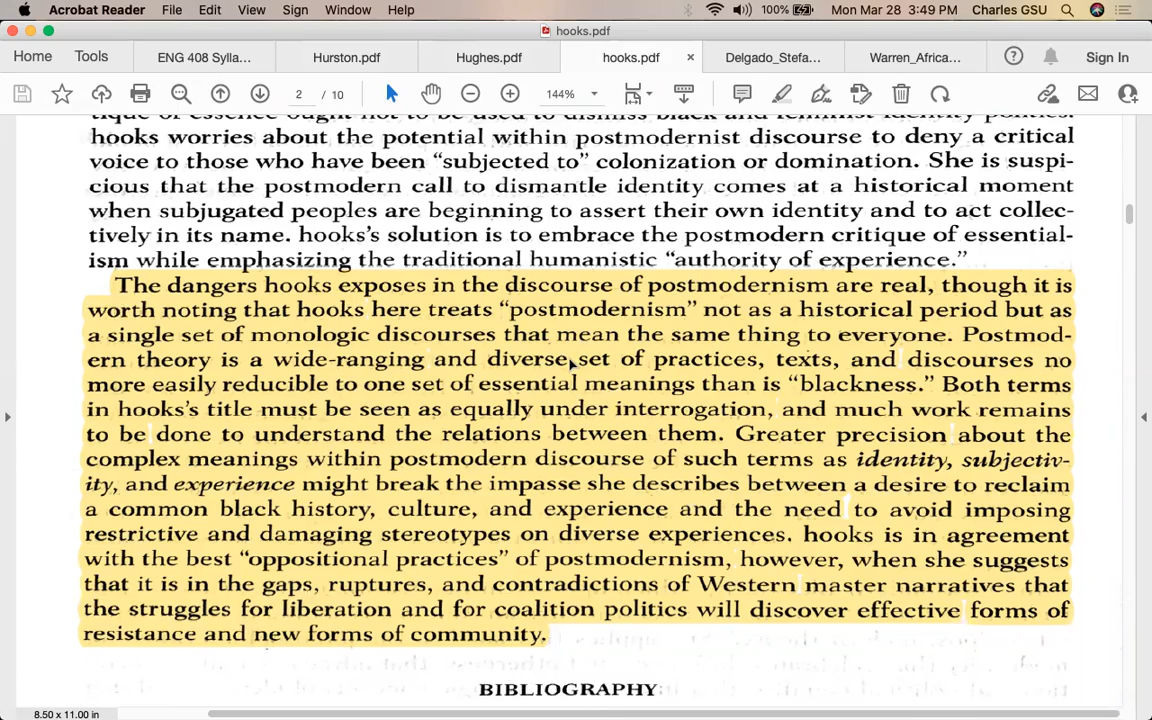 Acrobat Reader File Edit View Sign Window Help 100% Mon Mar 28 3:49 PM Charles GSU
hooks.pdf
Home Tools ENG 408 Sylla... Hurston.pdf Hughes.pdf hooks.pdf × Delgado_Stefa... Warren_Africa... Sign In
2 / 10 144%
tique of essence ought not to be used to dismiss black and feminist identity politics.
hooks worries about the potential within postmodernist discourse to deny a critical
voice to those who have been “subjected to” colonization or domination. She is suspi-
cious that the postmodern call to dismantle identity comes at a historical moment
when subjugated peoples are beginning to assert their own identity and to act collec-
tively in its name. hooks’s solution is to embrace the postmodern critique of essential-
ism while emphasizing the traditional humanistic “authority of experience.”
The dangers hooks exposes in the discourse of postmodernism are real, though it is
worth noting that hooks here treats “postmodernism” not as a historical period but as
a single set of monologic discourses that mean the same thing to everyone. Postmod-
ern theory is a wide-ranging and diverse set of practices, texts, and discourses no
more easily reducible to one set of essential meanings than is “blackness.” Both terms
in hooks’s title must be seen as equally under interrogation, and much work remains
to be done to understand the relations between them. Greater precision about the
complex meanings within postmodern discourse of such terms as identity, subjectiv-
ity, and experience might break the impasse she describes between a desire to reclaim
a common black history, culture, and experience and the need to avoid imposing
restrictive and damaging stereotypes on diverse experiences. hooks is in agreement
with the best “oppositional practices” of postmodernism, however, when she suggests
that it is in the gaps, ruptures, and contradictions of Western master narratives that
the struggles for liberation and for coalition politics will discover effective forms of
resistance and new forms of community.
BIBLIOGRAPHY
8.50 x 11.00 in